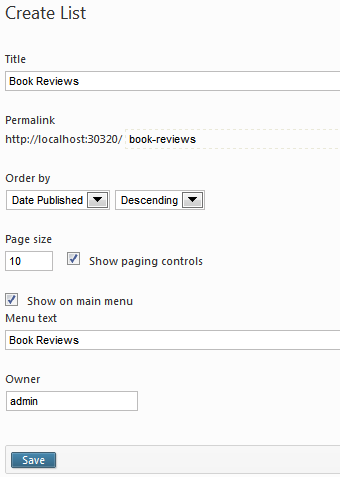 Create List
Title
Book Reviews
Permalink
http://localhost:30320/ book-reviews
Order by
Date Published Descending
Page size
10 Show paging controls
Show on main menu
Menu text
Book Reviews
Owner
admin
Save